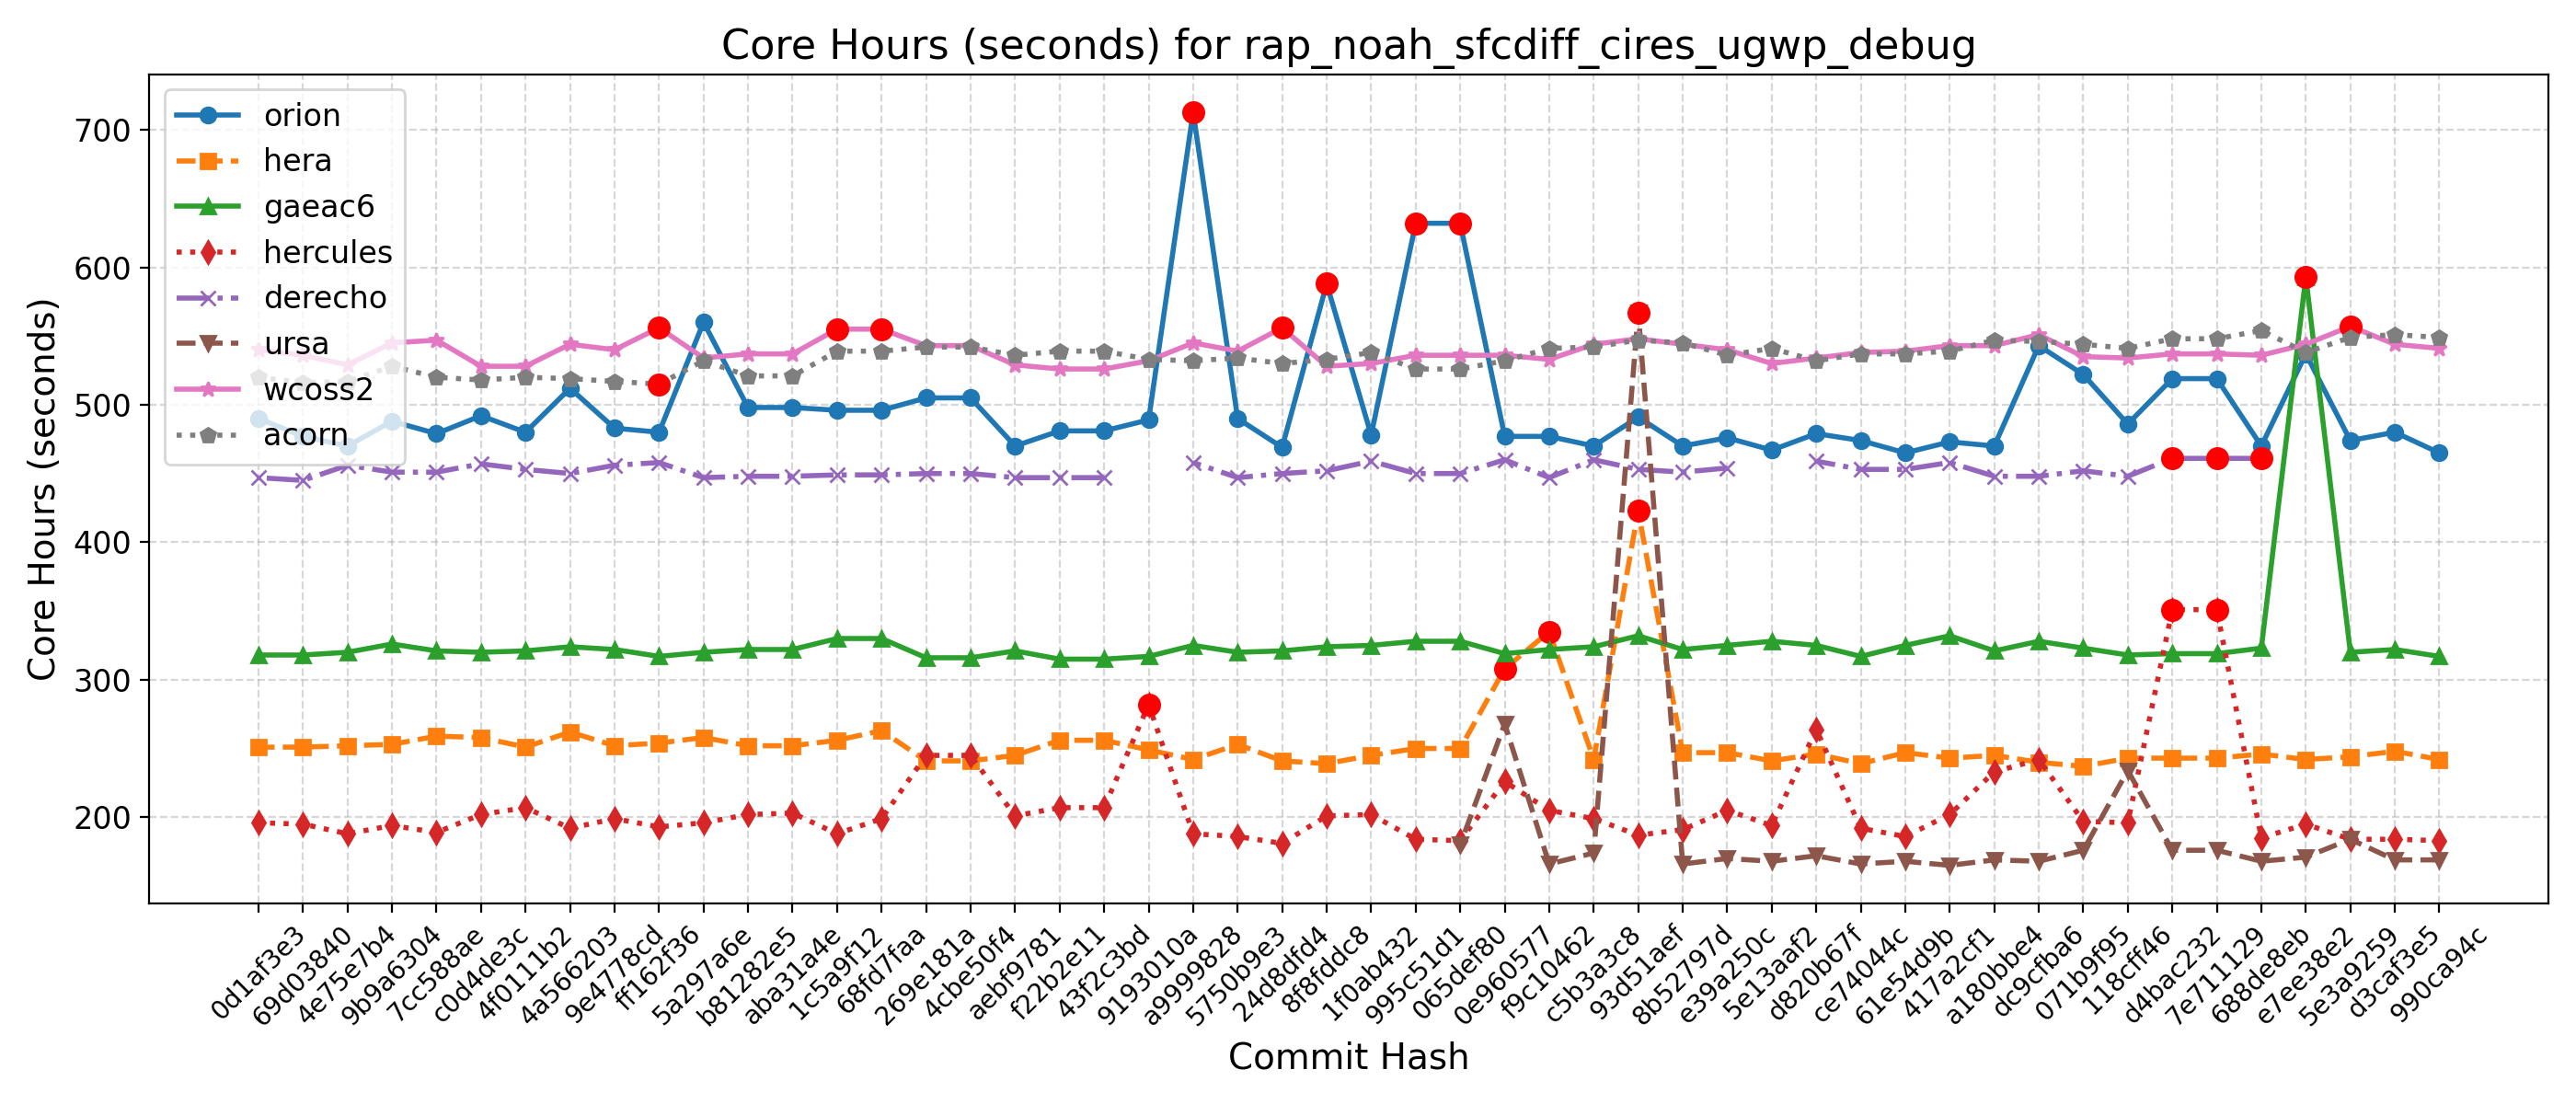 Core Hours (seconds) for rap_noah_sfcdiff_cires_ugwp_debug
Core Hours (seconds)
700
600
500
400
300
200
orion
hera
gaeac6
hercules
derecho
ursa
wcoss2
acorn
0d1af3e3
69d03840
4e75e7b4
9b9a6304
7cc588ae
c0d4de3c
4f0111b2
4a566203
9e4778cd
ff162f36
5a297a6e
b81282e5
aba31a4e
1c5a9f12
68fd7faa
269e181a
4cbe50f4
aebf9781
f22b2e11
43f2c3bd
9193010a
a9999828
5750b9e3
24d8dfd4
8f8fddc8
1f0ab432
995c51d1
065def80
0e960577
f9c10462
c5b3a3c8
93d51aef
8b52797d
e39a250c
5e13aaf2
d820b67f
ce74044c
61e54d9b
417a2cf1
a180bbe4
dc9cfba6
071b9f95
118cff46
d4bac232
7e711129
688de8eb
e7ee38e2
5e3a9259
d3caf3e5
990ca94c
Commit Hash